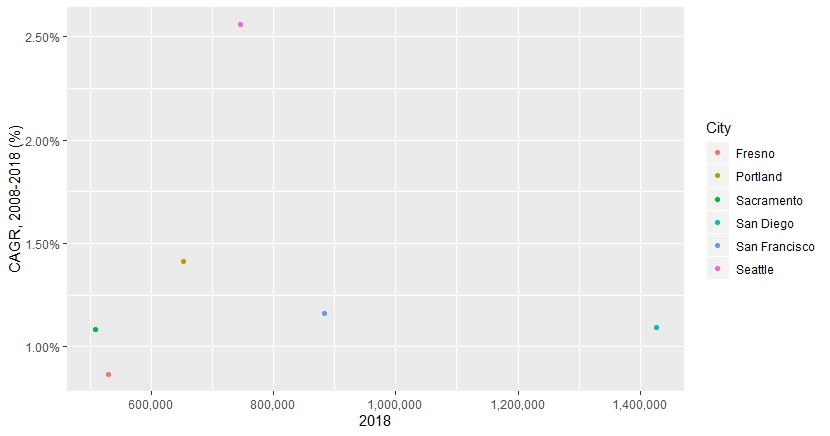 2.50%
2.00%
1.50%
1.00%
CAGR, 2008-2018 (%)
600,000
800,000
1,000,000
1,200,000
1,400,000
2018
City
Fresno
Portland
Sacramento
San Diego
San Francisco
Seattle